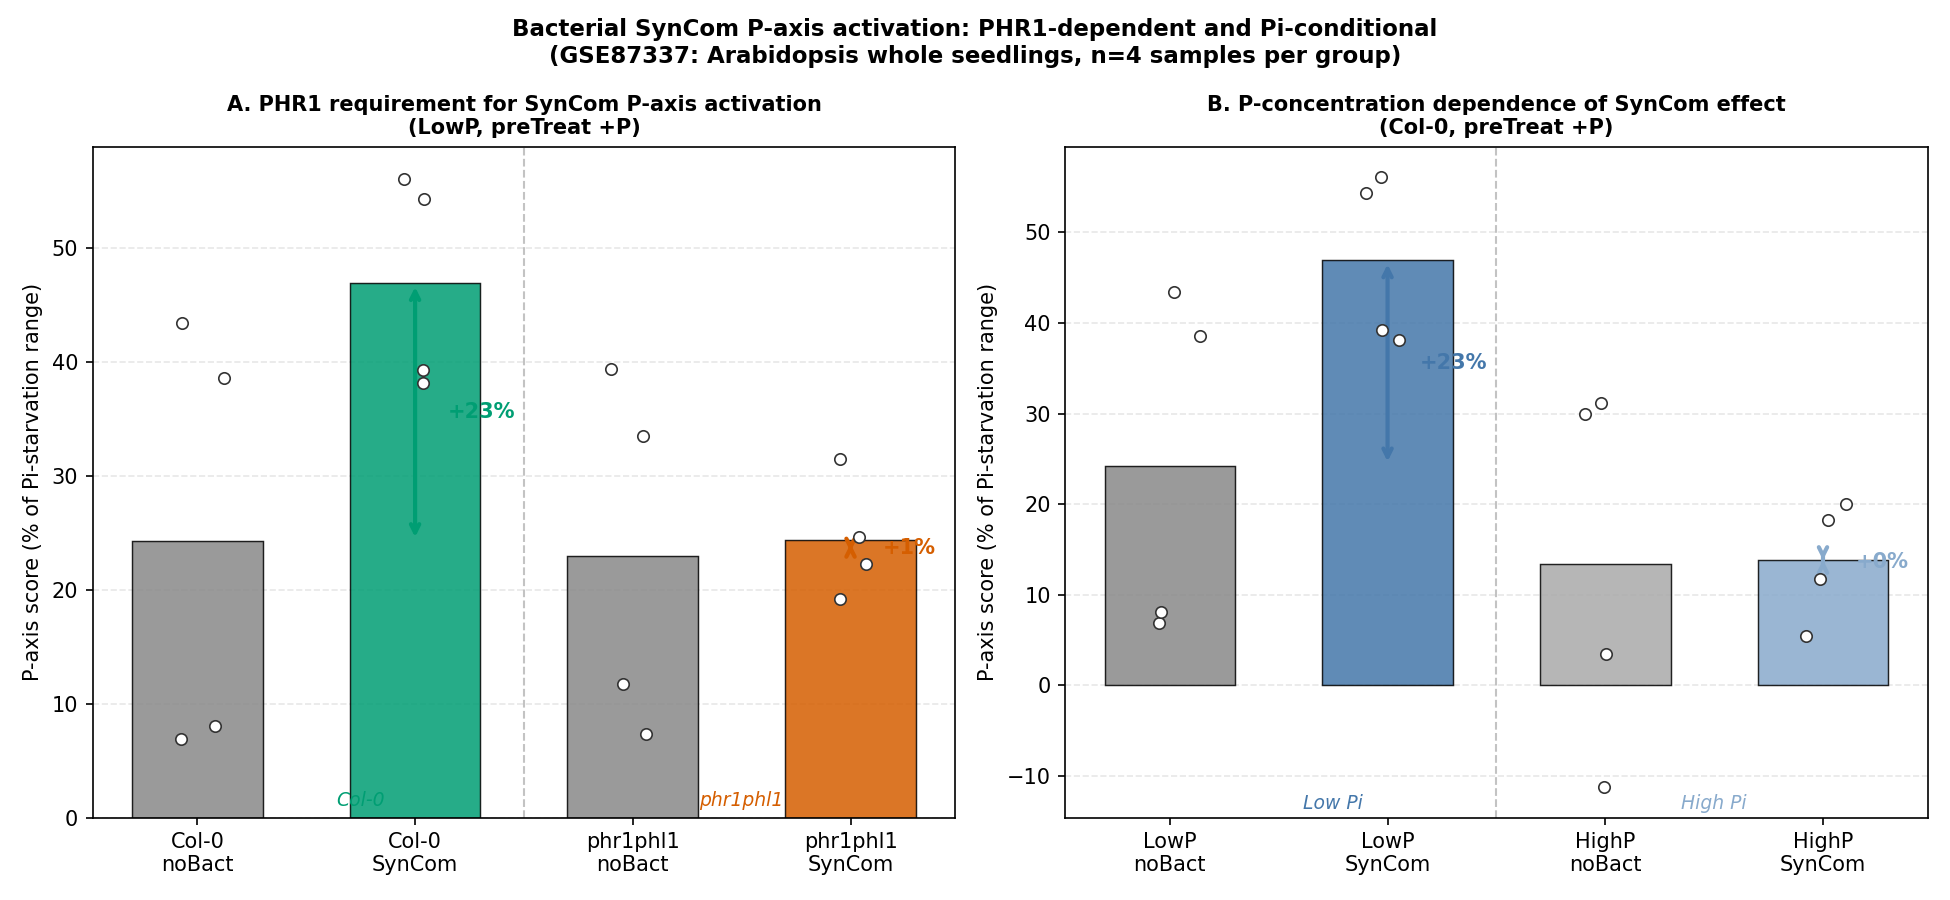 Bacterial SynCom P-axis activation: PHR1-dependent and Pi-conditional
(GSE87337: Arabidopsis whole seedlings, n=4 samples per group)
A. PHR1 requirement for SynCom P-axis activation
(LowP, preTreat +P)
P-axis score (% of Pi-starvation range)
50
40
30
20
10
0
+23%
+1%
Col-0
phr1phl1
Col-0
noBact
Col-0
SynCom
phr1phl1
noBact
phr1phl1
SynCom
B. P-concentration dependence of SynCom effect
(Col-0, preTreat +P)
P-axis score (% of Pi-starvation range)
50
40
30
20
10
0
−10
+23%
+0%
Low Pi
High Pi
LowP
noBact
LowP
SynCom
HighP
noBact
HighP
SynCom